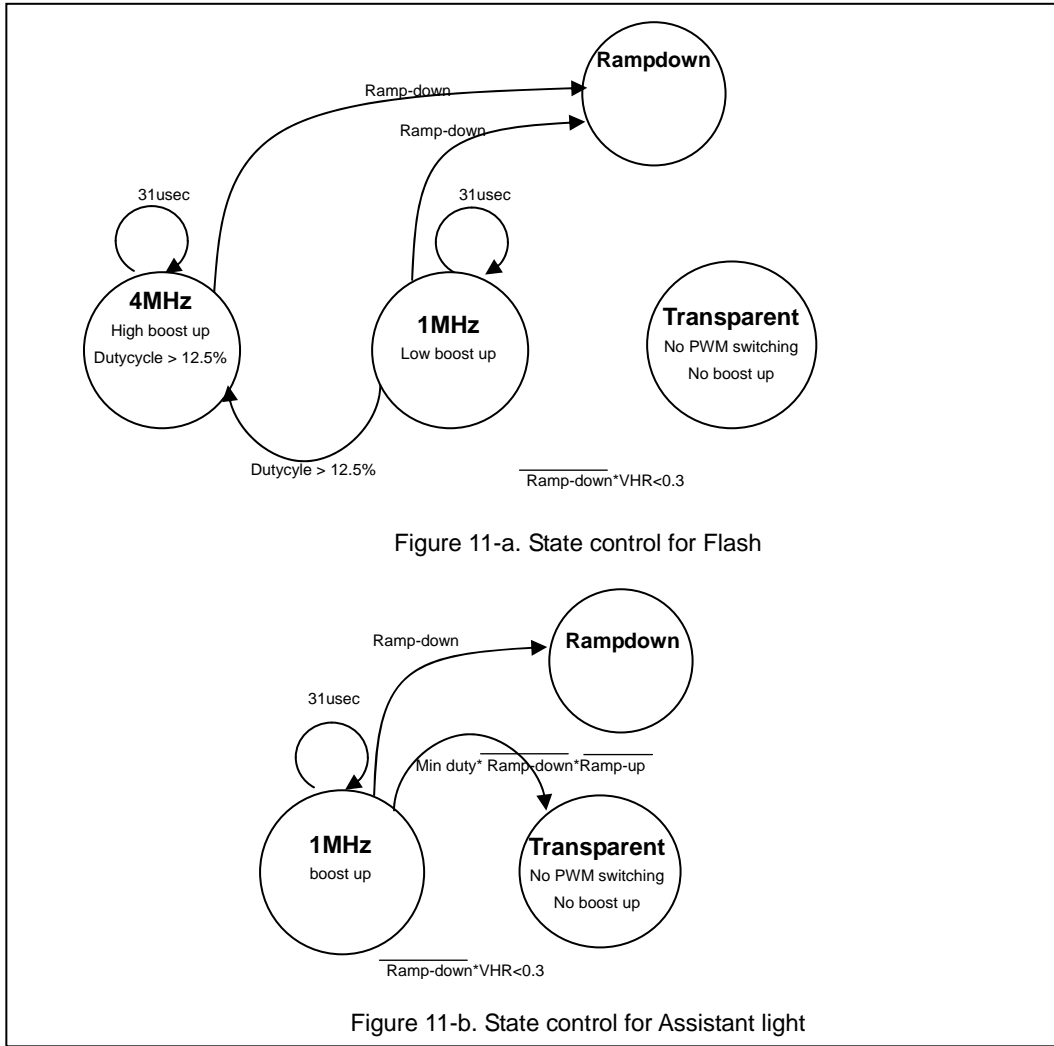 Rampdown
Ramp-down
Ramp-down
31usec
31usec
4MHz
High boost up
Dutycycle > 12.5%
1MHz
Low boost up
Transparent
No PWM switching
No boost up
Dutycyle > 12.5%
Ramp-down*VHR<0.3
Figure 11-a. State control for Flash
Rampdown
Ramp-down
31usec
Min duty* Ramp-down*Ramp-up
1MHz
boost up
Transparent
No PWM switching
No boost up
Ramp-down*VHR<0.3
Figure 11-b. State control for Assistant light